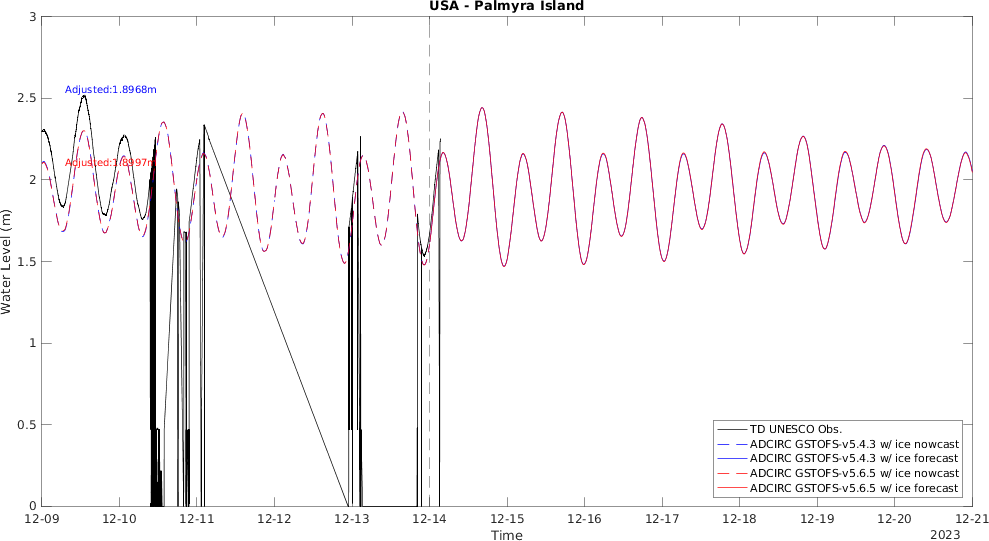 USA - Palmyra Island
3
2.5
2
1.5
1
0.5
0
Water Level (m)
Adjusted:1.8968m
Adjusted:1.8997m
TD UNESCO Obs.
ADCIRC GSTOFS-v5.4.3 w/ ice nowcast
ADCIRC GSTOFS-v5.4.3 w/ ice forecast
ADCIRC GSTOFS-v5.6.5 w/ ice nowcast
ADCIRC GSTOFS-v5.6.5 w/ ice forecast
12-09 12-10 12-11 12-12 12-13 12-14 12-15 12-16 12-17 12-18 12-19 12-20 12-21
Time
2023